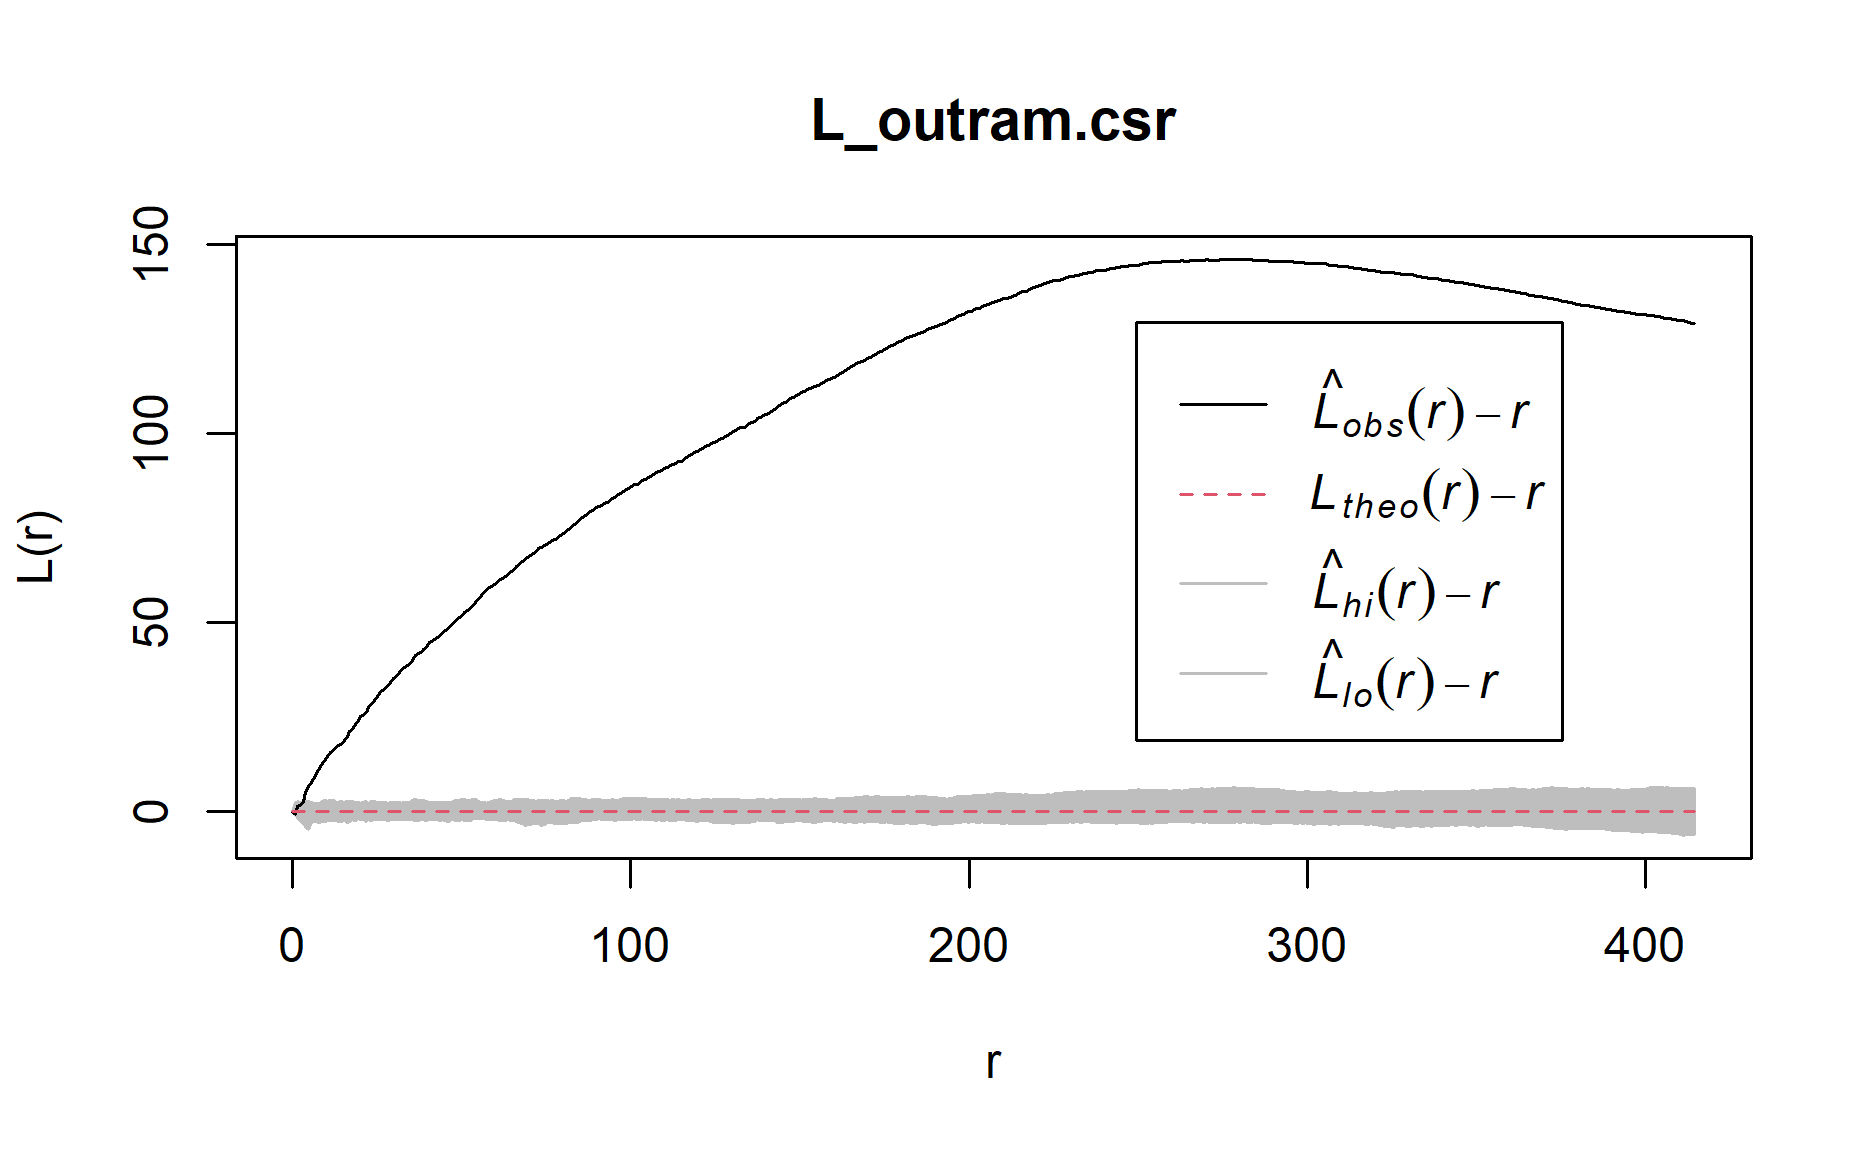 L_outram.csr
L(r)
150
100
50
0
L̂obs(r) – r
Ltheo(r) – r
L̂hi(r) – r
L̂lo(r) – r
0 100 200 300 400
r